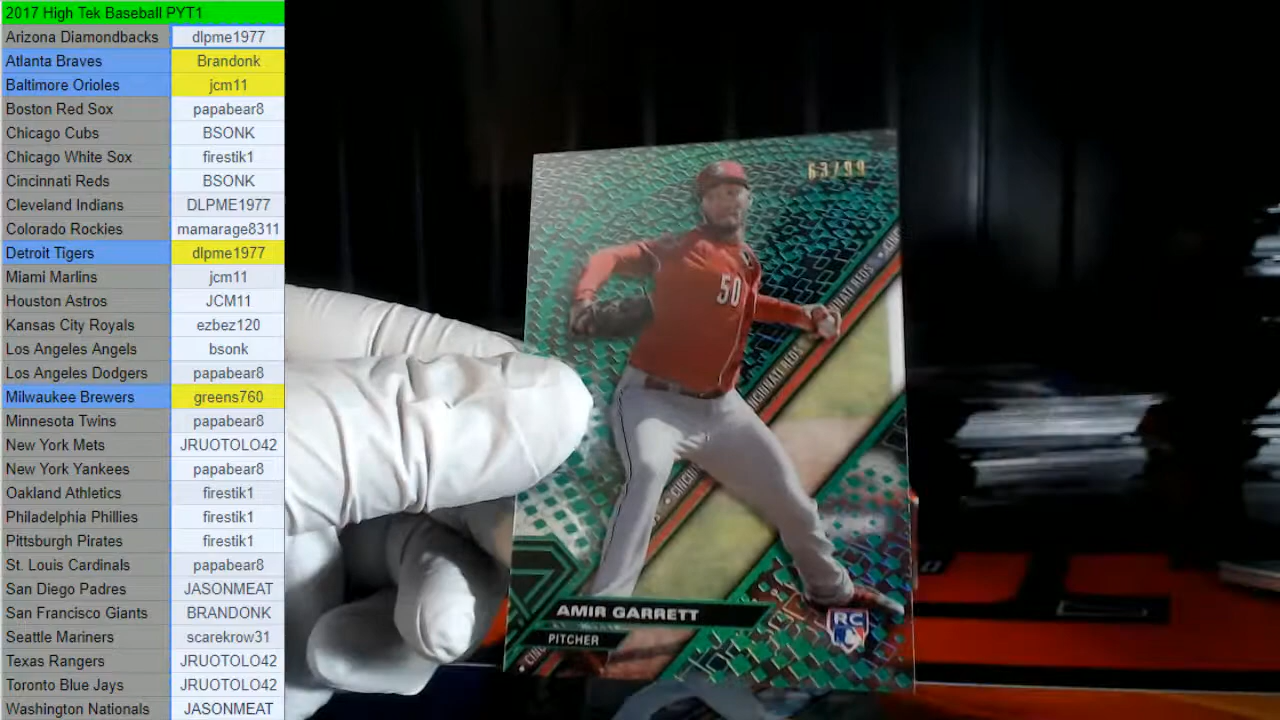 2017 High Tek Baseball PYT1
Arizona Diamondbacks dlpme1977
Atlanta Braves Brandonk
Baltimore Orioles jcm11
Boston Red Sox papabear8
Chicago Cubs BSONK
Chicago White Sox firestik1
Cincinnati Reds BSONK
Cleveland Indians DLPME1977
Colorado Rockies mamarage8311
Detroit Tigers dlpme1977
Miami Marlins jcm11
Houston Astros JCM11
Kansas City Royals ezbez120
Los Angeles Angels bsonk
Los Angeles Dodgers papabear8
Milwaukee Brewers greens760
Minnesota Twins papabear8
New York Mets JRUOTOLO42
New York Yankees papabear8
Oakland Athletics firestik1
Philadelphia Phillies firestik1
Pittsburgh Pirates firestik1
St. Louis Cardinals papabear8
San Diego Padres JASONMEAT
San Francisco Giants BRANDONK
Seattle Mariners scarekrow31
Texas Rangers JRUOTOLO42
Toronto Blue Jays JRUOTOLO42
Washington Nationals JASONMEAT
63/99
50
CINCINNATI REDS
AMIR GARRETT
PITCHER
RC